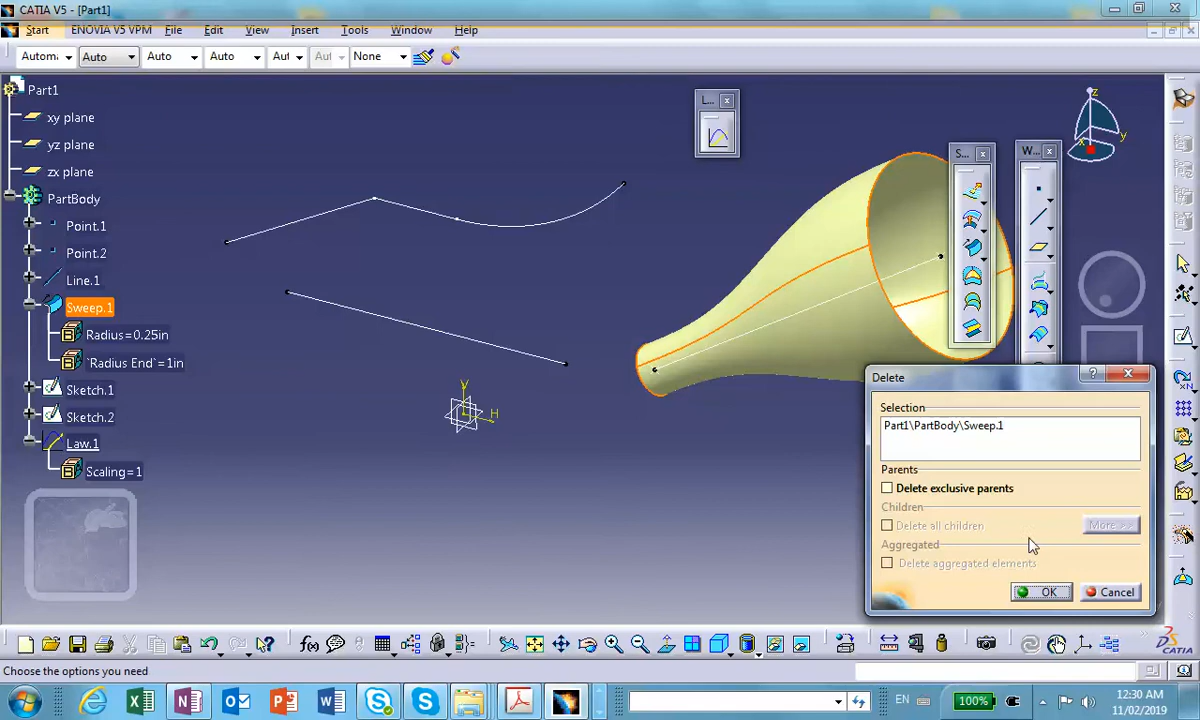 CATIA V5 - [Part1]
Start ENOVIA V5 VPM File Edit View Insert Tools Window Help
Autom Auto Auto Auto Aut Aut None
Part1
xy plane
yz plane
zx plane
PartBody
Point.1
Point.2
Line.1
Sweep.1
Radius=0.25in
`Radius End`=1in
Sketch.1
Sketch.2
Law.1
Scaling=1
L...
S...
W...
z
y
x
y
H
Delete
Selection
Part1\PartBody\Sweep.1
Parents
Delete exclusive parents
Children
Delete all children More >>
Aggregated
Delete aggregated elements
OK Cancel
f(x)
CATIA
Choose the options you need
EN 100% 12:30 AM
11/02/2019